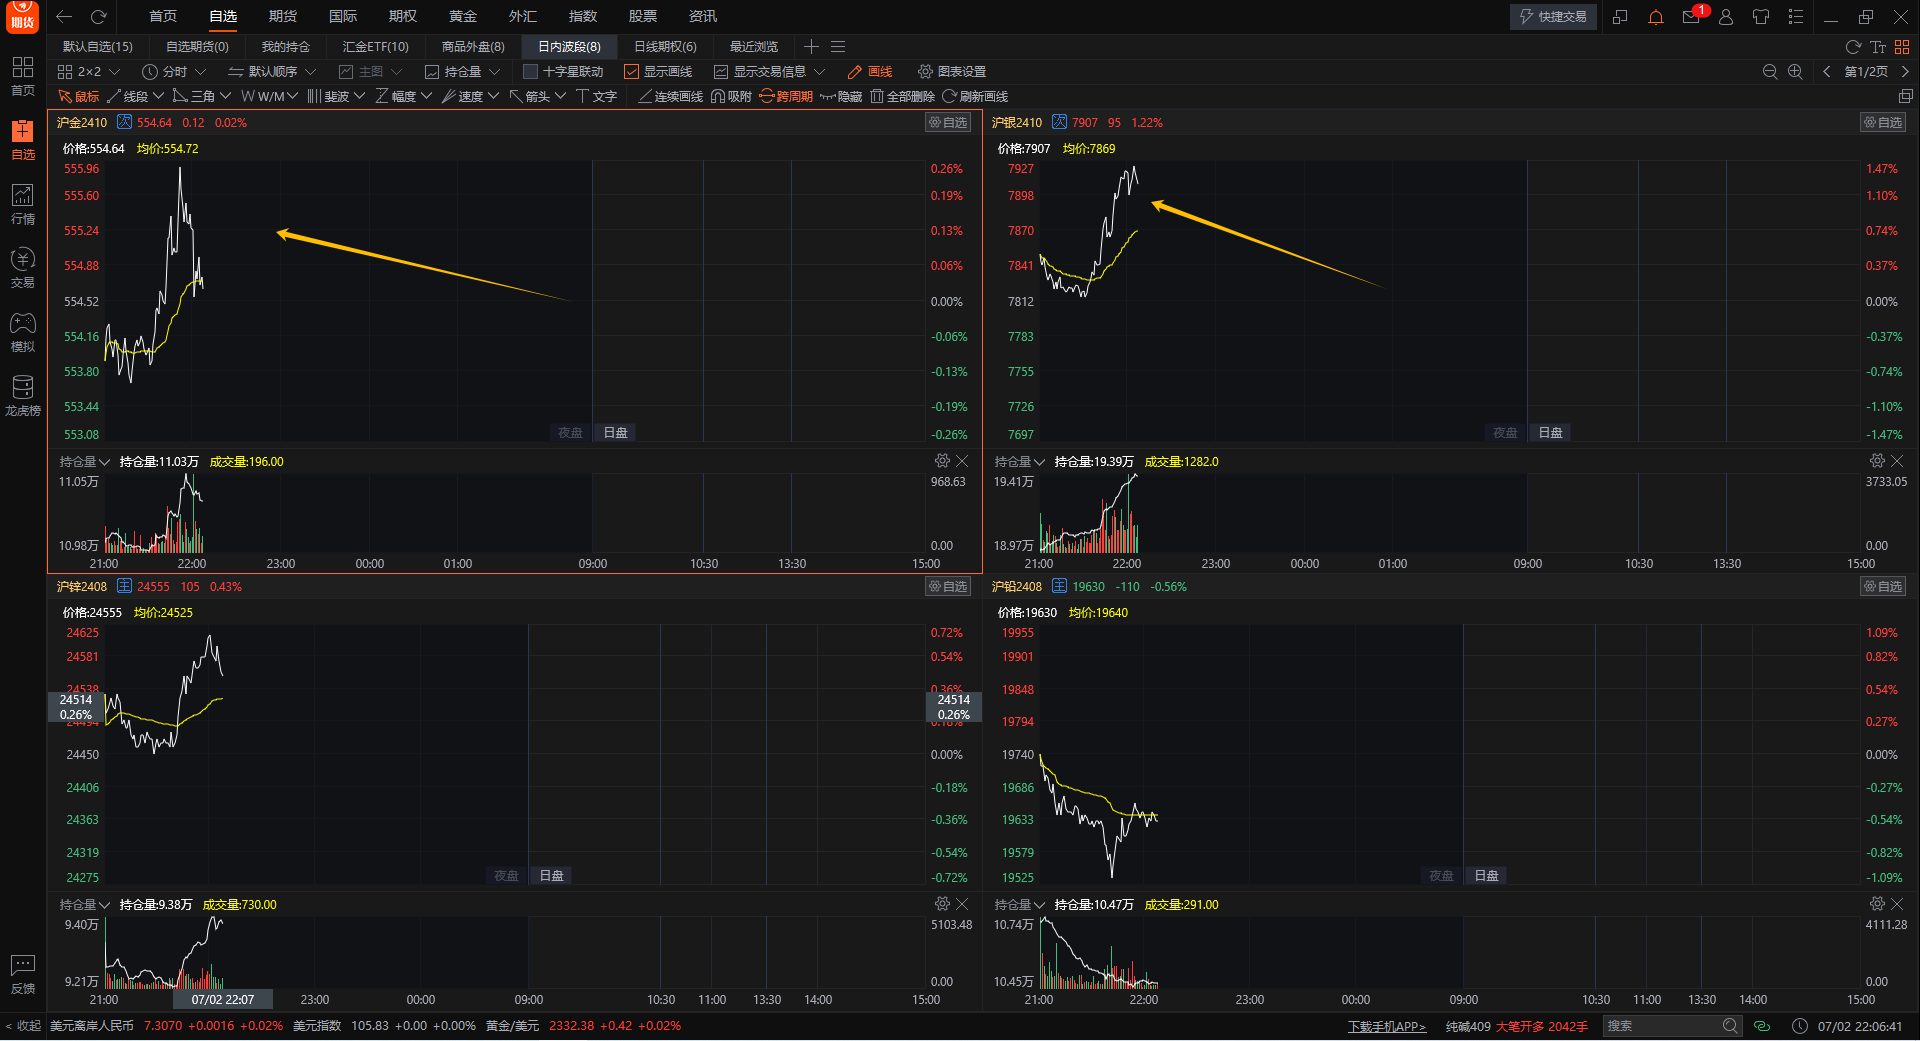 期货 首页 自选 期货 国际 期权 黄金 外汇 指数 股票 资讯 快捷交易 1
默认自选(15) 自选期货(0) 我的持仓 汇金ETF(10) 商品外盘(8) 日内波段(8) 日线期权(6) 最近浏览 Tт
2×2 分时 默认顺序 主图 持仓量 十字星联动 显示画线 显示交易信息 画线 图表设置 第1/2页
鼠标 线段 三角 W/M 斐波 幅度 速度 箭头 文字 连续画线 吸附 跨周期 隐藏 全部删除 刷新画线
首页
自选
行情
交易
模拟
龙虎榜
反馈
沪金2410 次 554.64 0.12 0.02% 自选
价格:554.64 均价:554.72
555.96 0.26%
555.60 0.19%
555.24 0.13%
554.88 0.06%
554.52 0.00%
554.16 -0.06%
553.80 -0.13%
553.44 -0.19%
553.08 -0.26%
夜盘 日盘
持仓量 持仓量:11.03万 成交量:196.00
11.05万 968.63
10.98万 0.00
21:00 22:00 23:00 00:00 01:00 09:00 10:30 13:30 15:00
沪银2410 次 7907 95 1.22% 自选
价格:7907 均价:7869
7927 1.47%
7898 1.10%
7870 0.74%
7841 0.37%
7812 0.00%
7783 -0.37%
7755 -0.74%
7726 -1.10%
7697 -1.47%
夜盘 日盘
持仓量 持仓量:19.39万 成交量:1282.0
19.41万 3733.05
18.97万 0.00
21:00 22:00 23:00 00:00 01:00 09:00 10:30 13:30 15:00
沪锌2408 主 24555 105 0.43% 自选
价格:24555 均价:24525
24625 0.72%
24581 0.54%
24538 0.36%
24514 24514
0.26% 0.26%
24450 0.00%
24406 -0.18%
24363 -0.36%
24319 -0.54%
24275 -0.72%
夜盘 日盘
持仓量 持仓量:9.38万 成交量:730.00
9.40万 5103.48
9.21万 0.00
21:00 07/02 22:07 23:00 00:00 09:00 10:30 11:00 13:30 14:00 15:00
沪铅2408 主 19630 -110 -0.56% 自选
价格:19630 均价:19640
19955 1.09%
19901 0.82%
19848 0.54%
19794 0.27%
19740 0.00%
19686 -0.27%
19633 -0.54%
19579 -0.82%
19525 -1.09%
夜盘 日盘
持仓量 持仓量:10.47万 成交量:291.00
10.74万 4111.28
10.45万 0.00
21:00 22:00 23:00 00:00 09:00 10:30 11:00 13:30 14:00 15:00
< 收起 美元离岸人民币 7.3070 +0.0016 +0.02% 美元指数 105.83 +0.00 +0.00% 黄金/美元 2332.38 +0.42 +0.02% 下载手机APP> 纯碱409 大笔开多 2042手 搜索 07/02 22:06:41